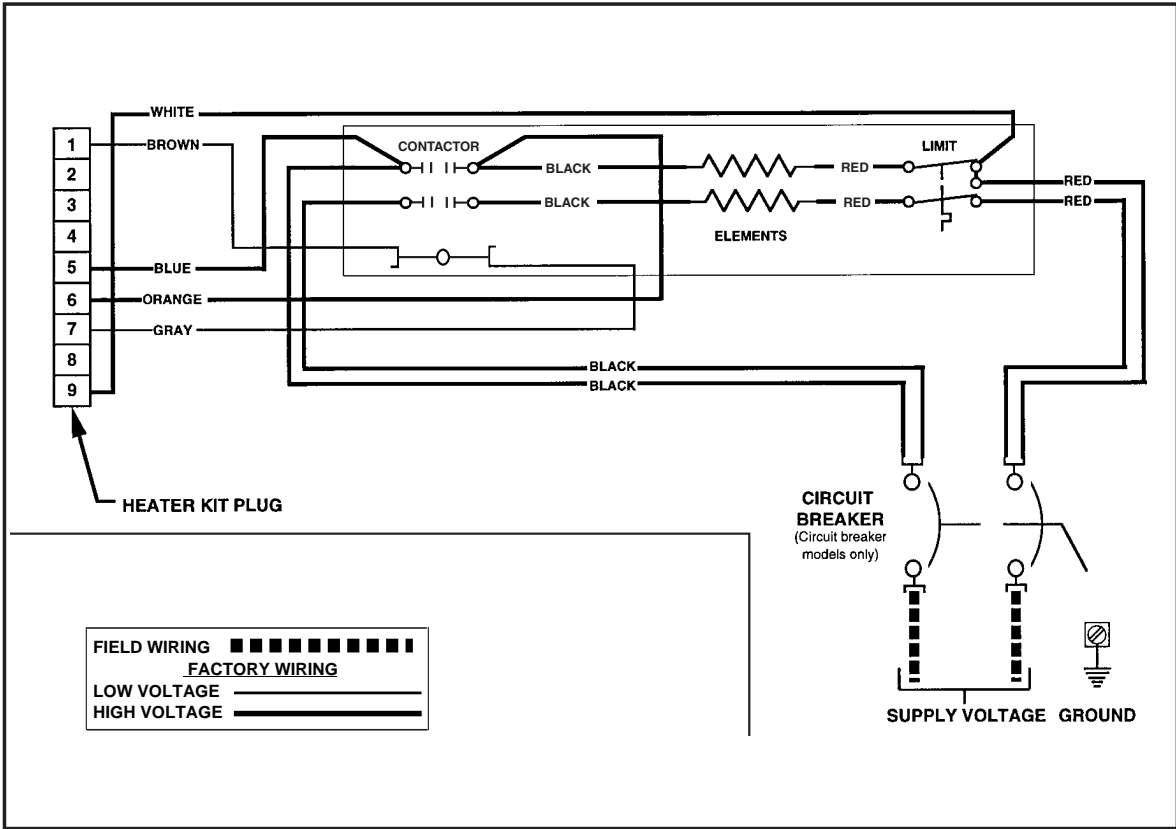 WHITE
1
BROWN
CONTACTOR
LIMIT
2
BLACK
RED
RED
3
BLACK
RED
RED
4
ELEMENTS
5
BLUE
6
ORANGE
7
GRAY
8
BLACK
9
BLACK
HEATER KIT PLUG
CIRCUIT
BREAKER
(Circuit breaker
models only)
FIELD WIRING
FACTORY WIRING
LOW VOLTAGE
HIGH VOLTAGE
SUPPLY VOLTAGE
GROUND